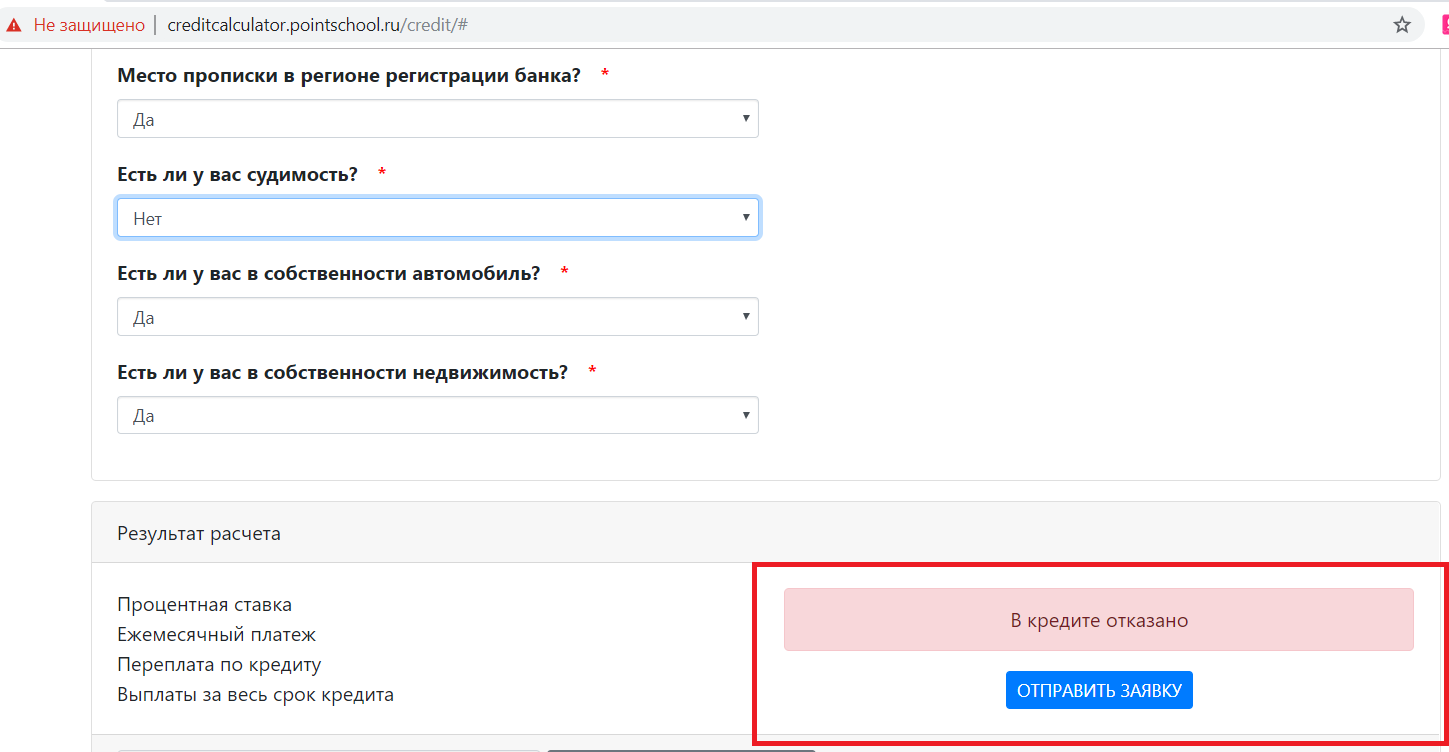 Не защищено | creditcalculator.pointschool.ru/credit/#
Место прописки в регионе регистрации банка? *
Да
Есть ли у вас судимость? *
Нет
Есть ли у вас в собственности автомобиль? *
Да
Есть ли у вас в собственности недвижимость? *
Да
Результат расчета
Процентная ставка
Ежемесячный платеж
Переплата по кредиту
Выплаты за весь срок кредита
В кредите отказано
ОТПРАВИТЬ ЗАЯВКУ